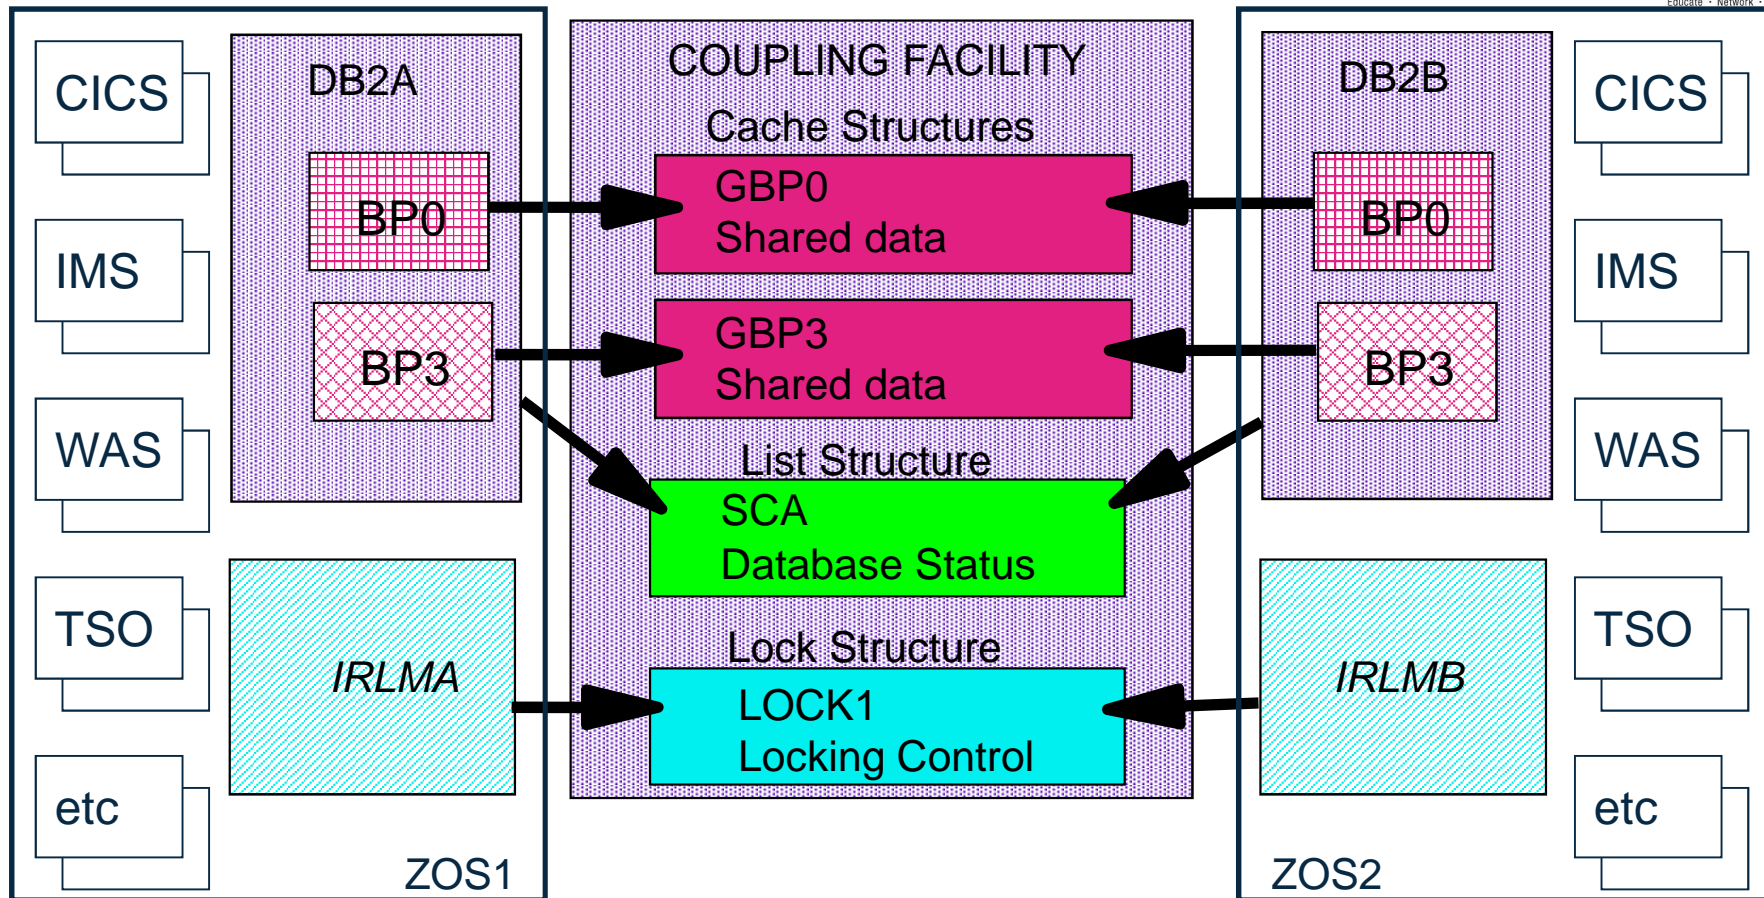 Educate · Network ·
CICS
IMS
WAS
TSO
etc
DB2A
BP0
BP3
IRLMA
ZOS1
COUPLING FACILITY
Cache Structures
GBP0
Shared data
GBP3
Shared data
List Structure
SCA
Database Status
Lock Structure
LOCK1
Locking Control
DB2B
BP0
BP3
IRLMB
ZOS2
CICS
IMS
WAS
TSO
etc